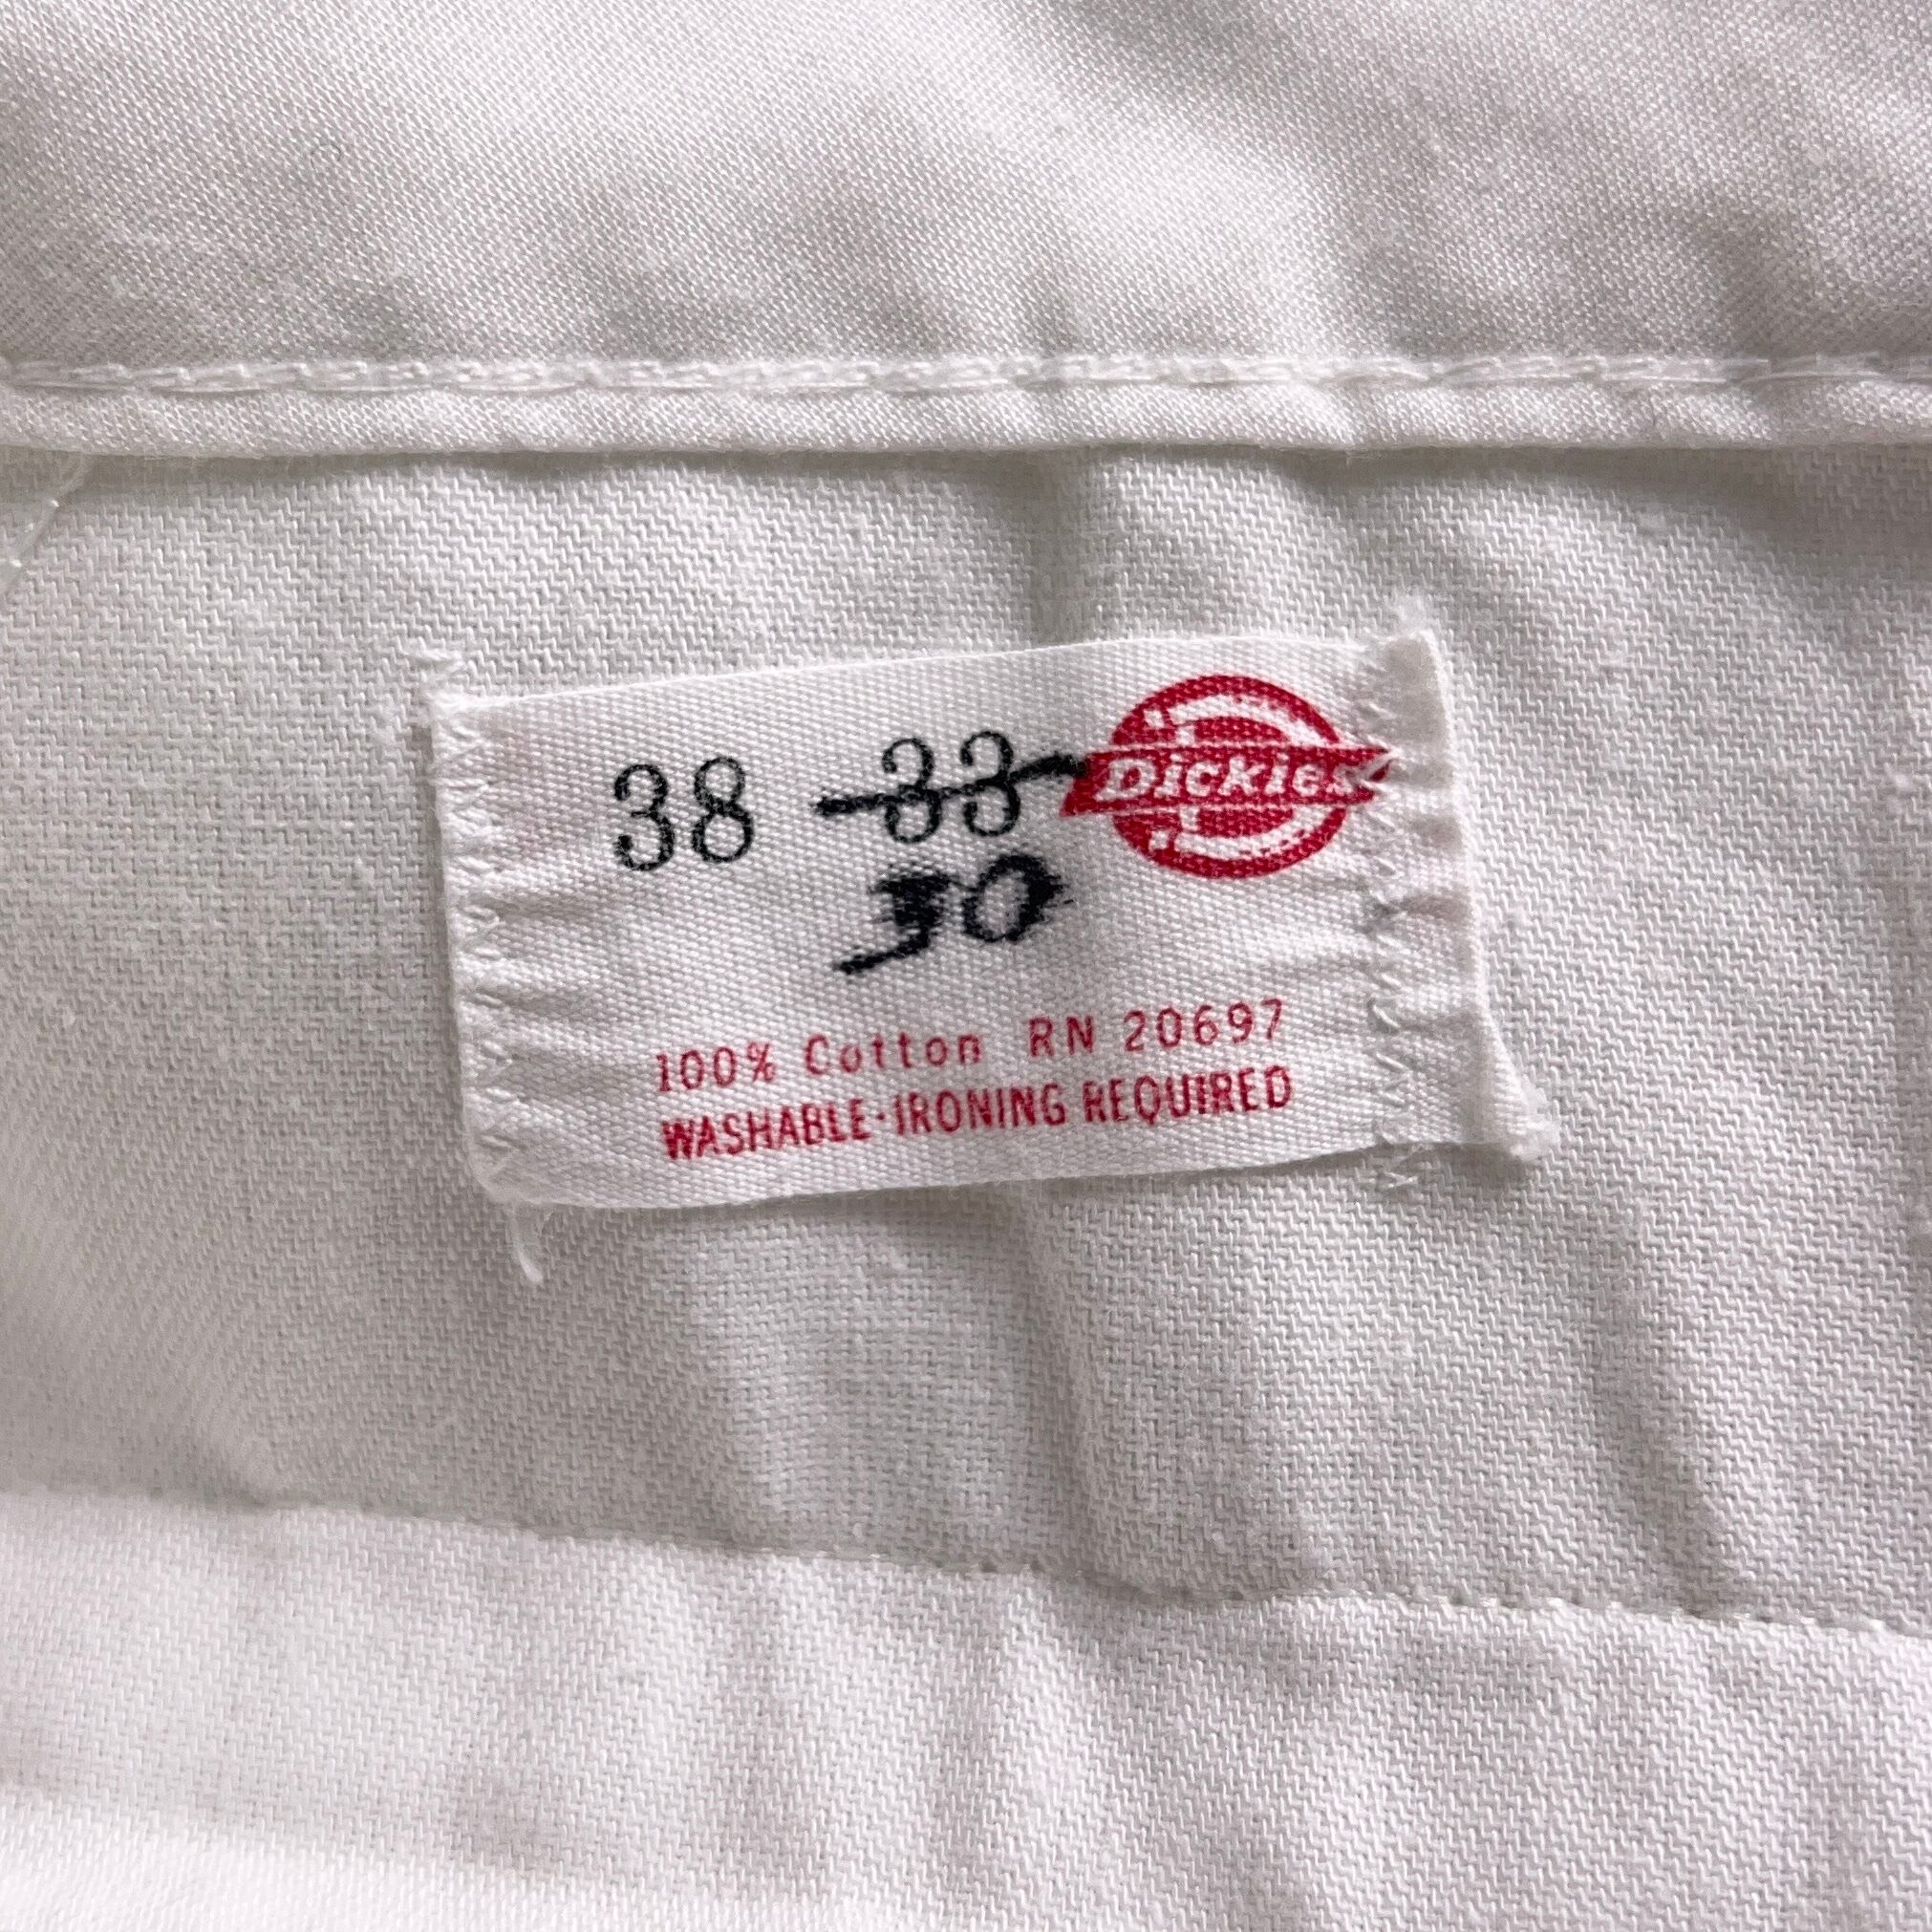 38 33 Dickies
30
100% Cotton RN 20697
WASHABLE·IRONING REQUIRED